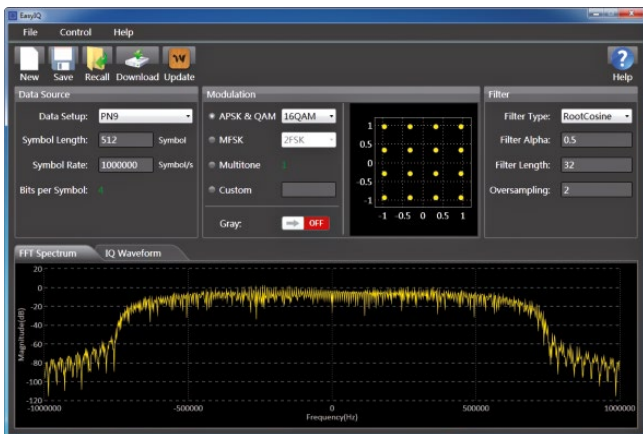 EasyIQ
File Control Help
New Save Recall Download Update Help
Data Source
Data Setup: PN9
Symbol Length: 512 Symbol
Symbol Rate: 1000000 Symbol/s
Bits per Symbol: 4
Modulation
APSK & QAM 16QAM
MFSK 2FSK
Multitone 1
Custom
Gray: OFF
1
0.5
0
-0.5
-1
-1 -0.5 0 0.5 1
Filter
Filter Type: RootCosine
Filter Alpha: 0.5
Filter Length: 32
Oversampling: 2
FFT Spectrum IQ Waveform
Magnitude(dB)
20
0
-20
-40
-60
-80
-100
-120
-1000000 -500000 0 500000 1000000
Frequency(Hz)